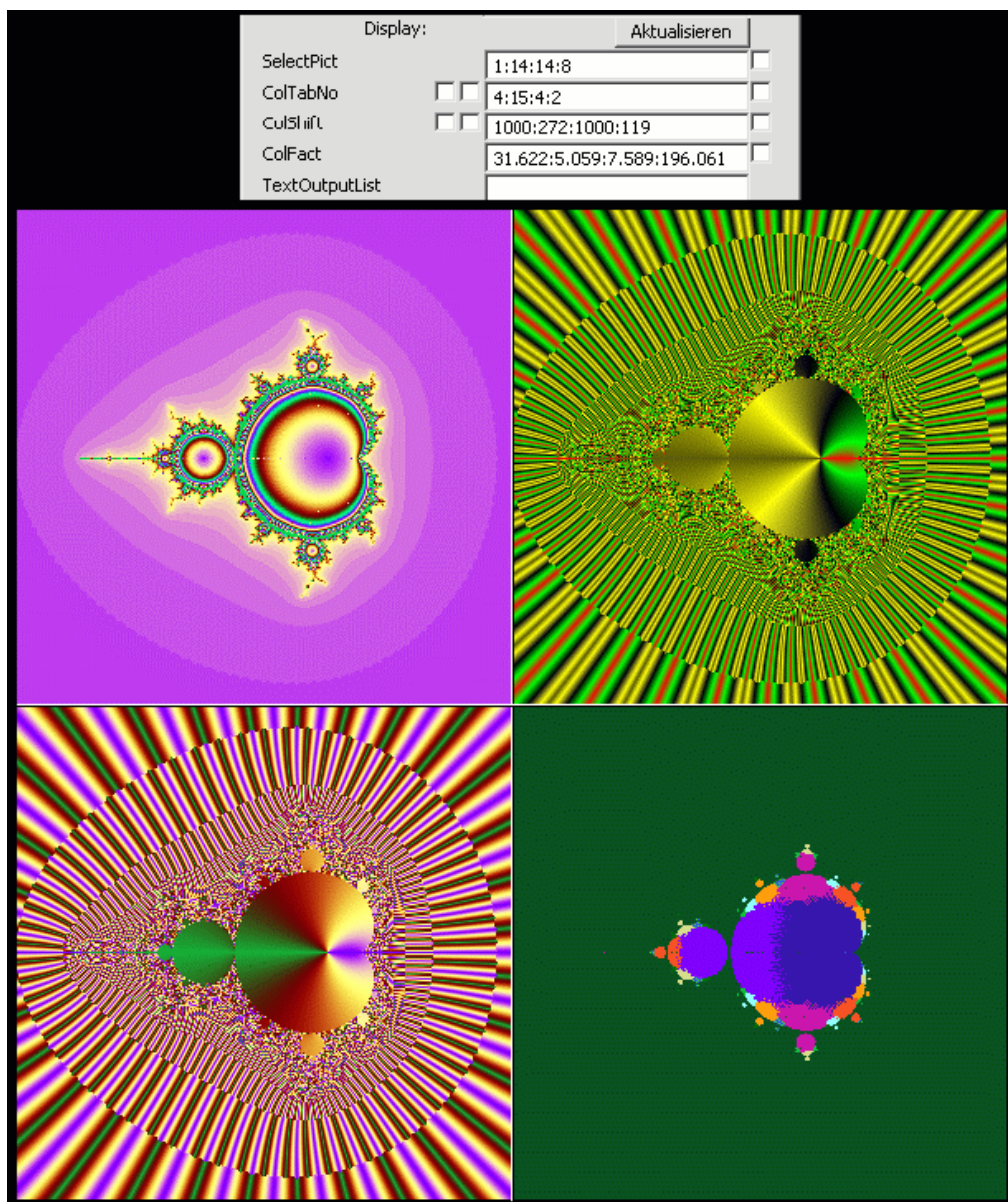 Display: Aktualisieren
SelectPict 1:14:14:8
ColTabNo 4:15:4:2
ColShift 1000:272:1000:119
ColFact 31.622:5.059:7.589:196.061
TextOutputList